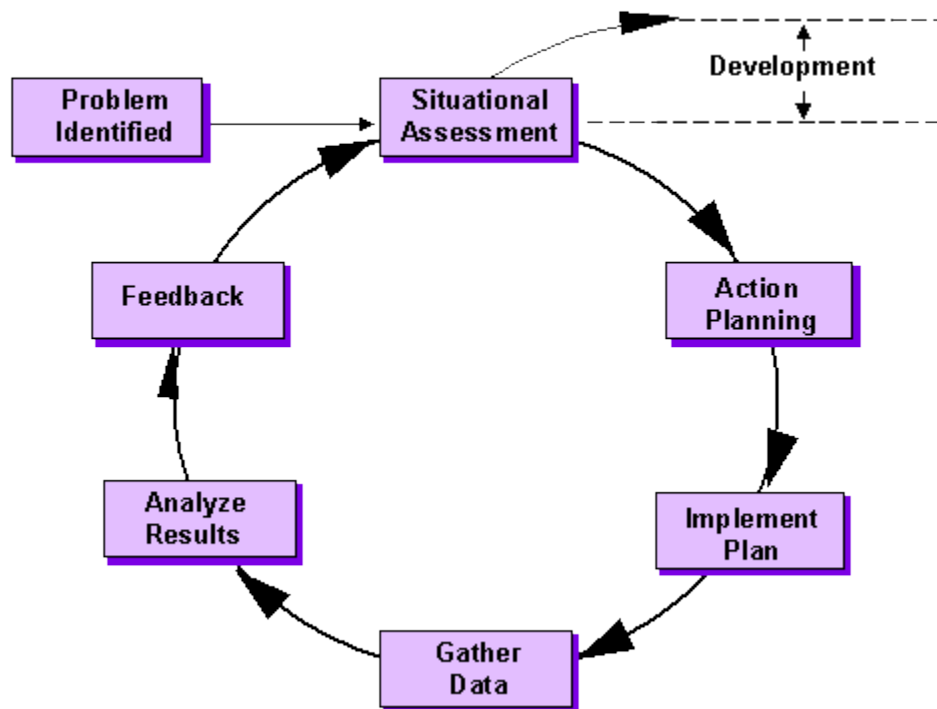 Development
Problem
Identified
Situational
Assessment
Action
Planning
Implement
Plan
Gather
Data
Analyze
Results
Feedback